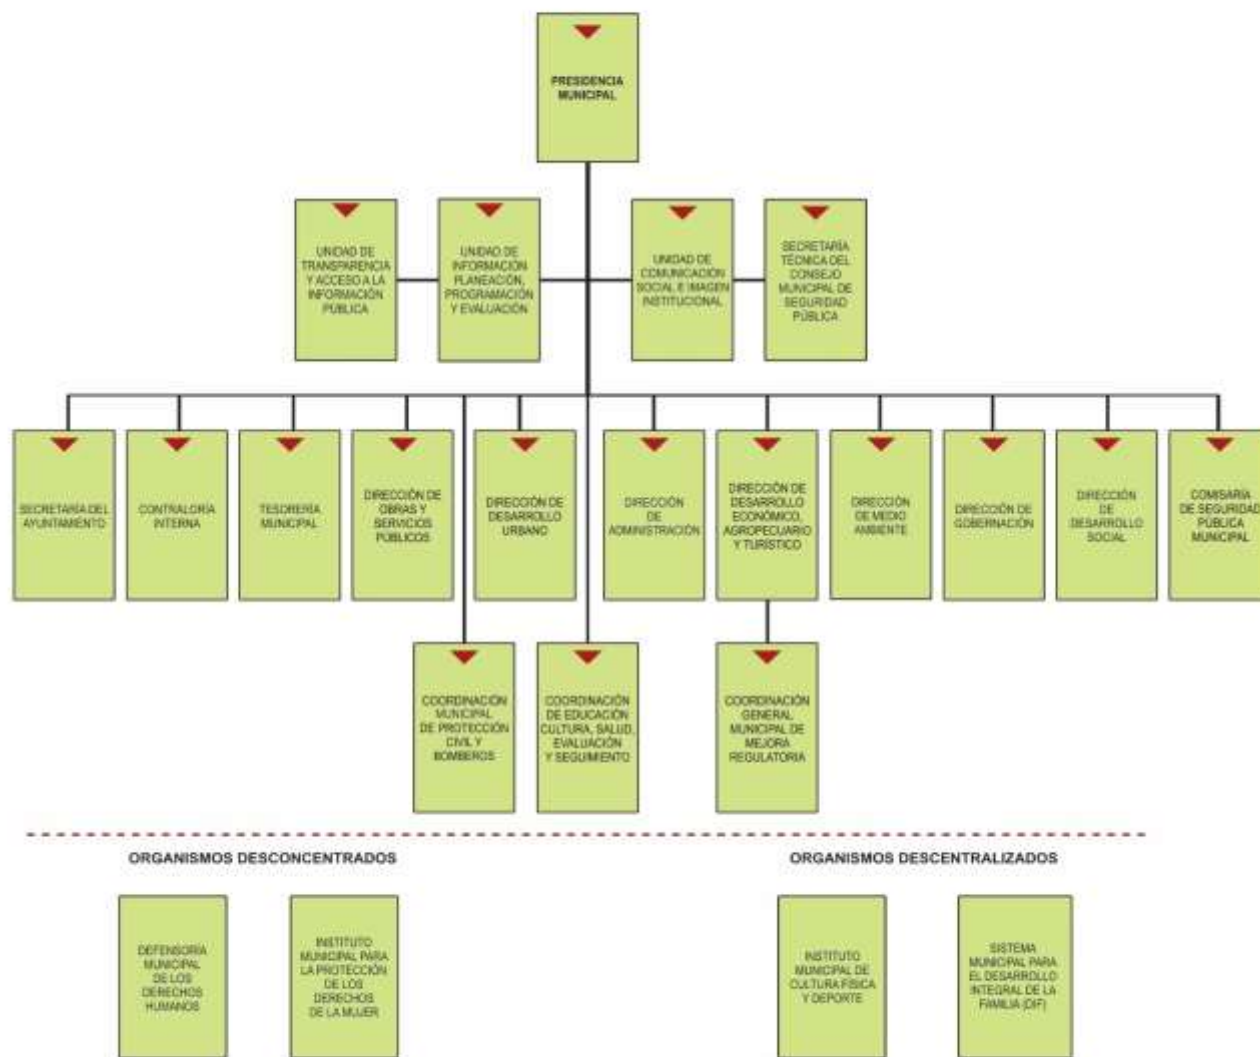 PRESIDENCIA
MUNICIPAL
UNIDAD DE
TRANSPARENCIA
Y ACCESO A LA
INFORMACIÓN
PÚBLICA
UNIDAD DE
INFORMACIÓN
PLANEACIÓN,
PROGRAMACIÓN
Y EVALUACIÓN
UNIDAD DE
COMUNICACIÓN
SOCIAL E IMAGEN
INSTITUCIONAL
SECRETARÍA
TÉCNICA DEL
CONSEJO
MUNICIPAL DE
SEGURIDAD
PÚBLICA
SECRETARÍA DEL
AYUNTAMIENTO
CONTRALORÍA
INTERNA
TESORERÍA
MUNICIPAL
DIRECCIÓN DE
OBRAS Y
SERVICIOS
PÚBLICOS
DIRECCIÓN DE
DESARROLLO
URBANO
DIRECCIÓN
DE
ADMINISTRACIÓN
DIRECCIÓN DE
DESARROLLO
ECONÓMICO,
AGROPECUARIO
Y TURÍSTICO
DIRECCIÓN
DE MEDIO
AMBIENTE
DIRECCIÓN DE
GOBERNACIÓN
DIRECCIÓN
DE
DESARROLLO
SOCIAL
COMISARÍA
DE SEGURIDAD
PÚBLICA
MUNICIPAL
COORDINACIÓN
MUNICIPAL
DE PROTECCIÓN
CIVIL Y
BOMBEROS
COORDINACIÓN
DE EDUCACIÓN
CULTURA, SALUD,
EVALUACIÓN
Y SEGUIMIENTO
COORDINACIÓN
GENERAL
MUNICIPAL DE
MEJORA
REGULATORIA
ORGANISMOS DESCONCENTRADOS
ORGANISMOS DESCENTRALIZADOS
DEFENSORÍA
MUNICIPAL
DE LOS
DERECHOS
HUMANOS
INSTITUTO
MUNICIPAL PARA
LA PROTECCIÓN
DE LOS
DERECHOS
DE LA MUJER
INSTITUTO
MUNICIPAL DE
CULTURA FÍSICA
Y DEPORTE
SISTEMA
MUNICIPAL PARA
EL DESARROLLO
INTEGRAL DE LA
FAMILIA (DIF)